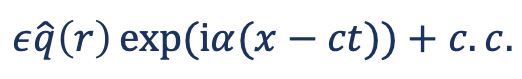 ϵq̂(r) exp(iα(x − ct)) + c. c.